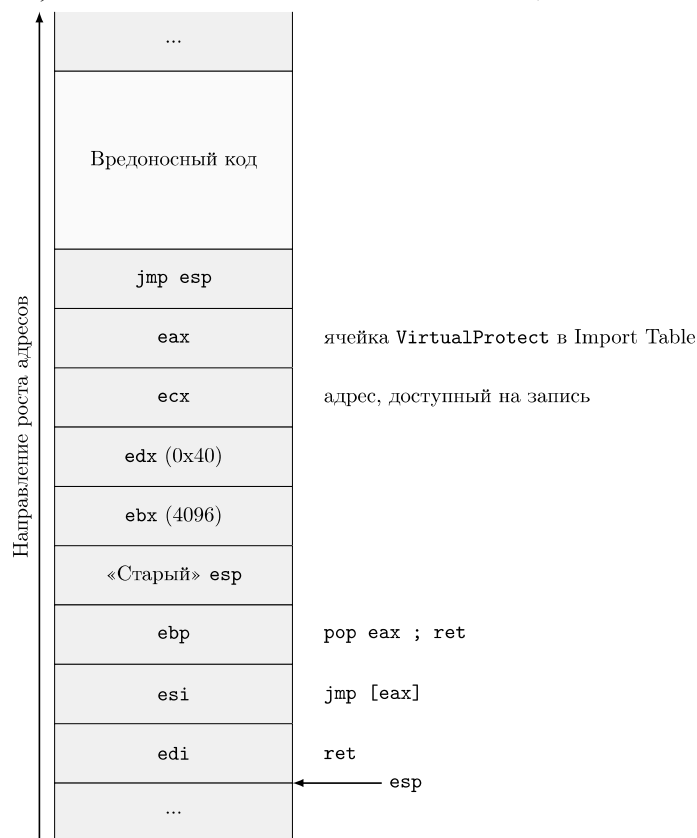 ...
Вредоносный код
jmp esp
eax
ячейка VirtualProtect в Import Table
ecx
адрес, доступный на запись
edx (0x40)
ebx (4096)
«Старый» esp
ebp
pop eax ; ret
esi
jmp [eax]
edi
ret
esp
...
Направление роста адресов